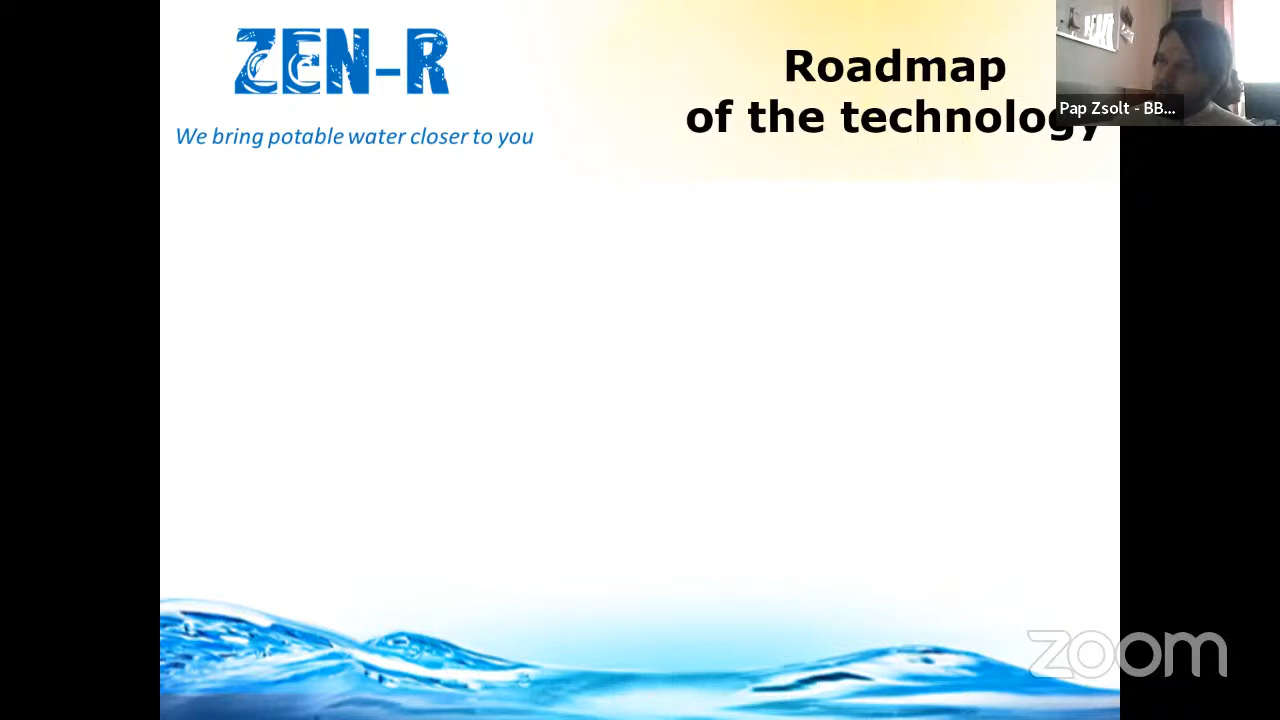 ZEN-R
We bring potable water closer to you
Roadmap
of the technology
Pap Zsolt - BB...
zoom